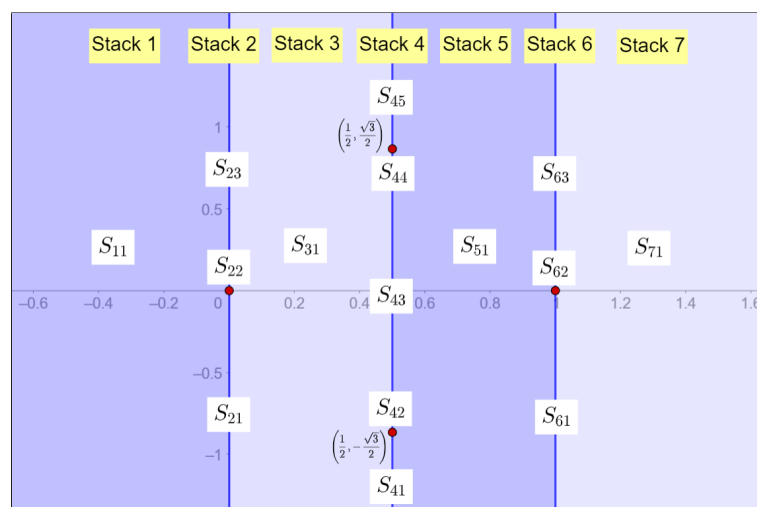 Stack 1 Stack 2 Stack 3 Stack 4 Stack 5 Stack 6 Stack 7
S₄₅
1
(1/2, √3/2)
S₂₃ S₄₄ S₆₃
0.5
S₁₁ S₃₁ S₅₁ S₇₁
S₂₂ S₆₂
S₄₃
–0.6 –0.4 –0.2 0 0.2 0.6 0.8 1 1.2 1.4 1.6
–0.5
S₂₁ S₄₂ S₆₁
(1/2, –√3/2)
–1
S₄₁